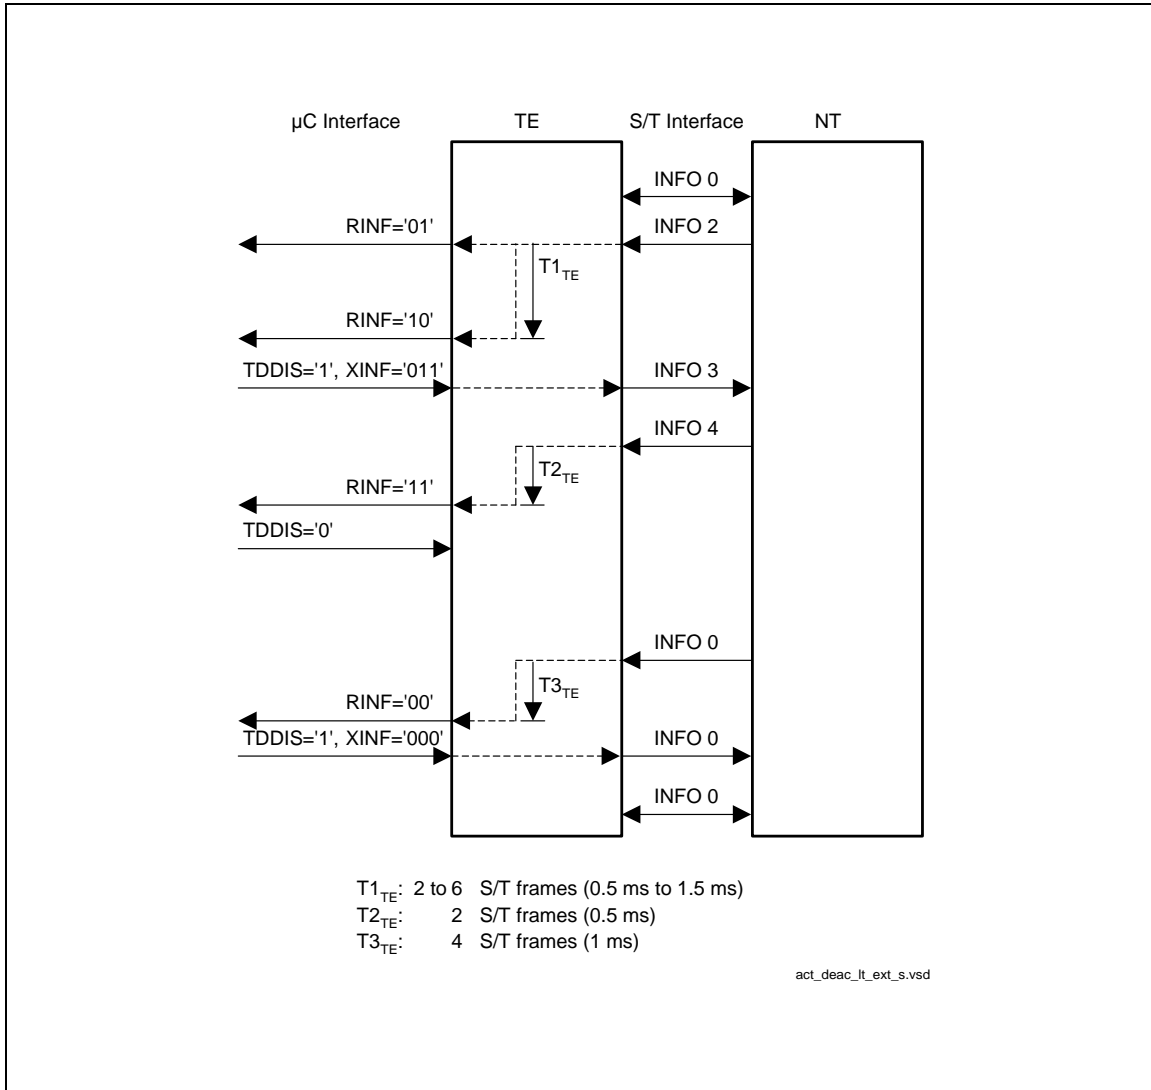 µC Interface TE S/T Interface NT
INFO 0
RINF='01' INFO 2
T1TE
RINF='10'
TDDIS='1', XINF='011' INFO 3
INFO 4
T2TE
RINF='11'
TDDIS='0'
INFO 0
T3TE
RINF='00'
TDDIS='1', XINF='000' INFO 0
INFO 0
T1TE: 2 to 6 S/T frames (0.5 ms to 1.5 ms)
T2TE: 2 S/T frames (0.5 ms)
T3TE: 4 S/T frames (1 ms)
act_deac_lt_ext_s.vsd